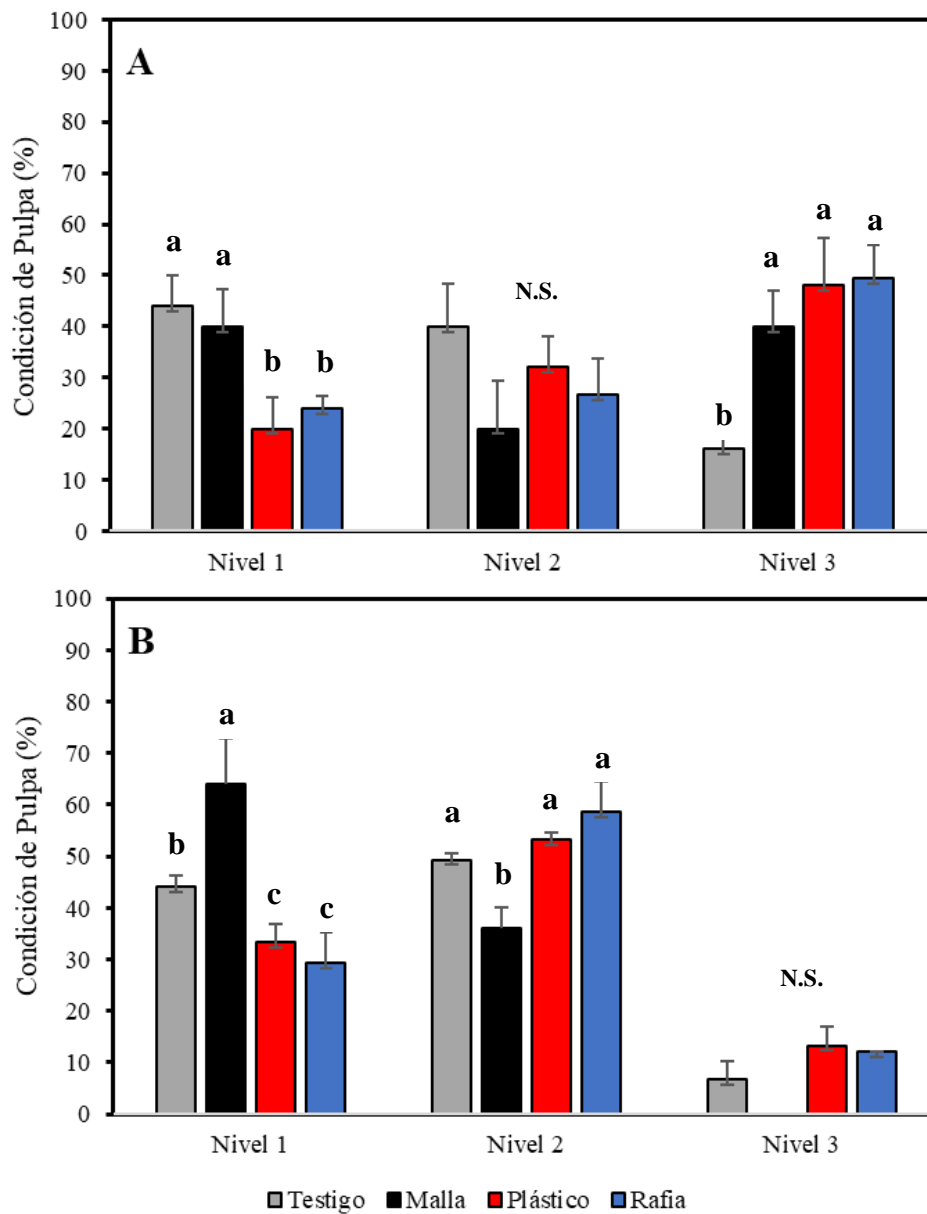 A
Condición de Pulpa (%)
100
90
80
70
60
50
40
30
20
10
0
a a b b
N.S.
b a a a
Nivel 1 Nivel 2 Nivel 3
B
Condición de Pulpa (%)
100
90
80
70
60
50
40
30
20
10
0
b a c c
a b a a
N.S.
Nivel 1 Nivel 2 Nivel 3
Testigo Malla Plástico Rafia